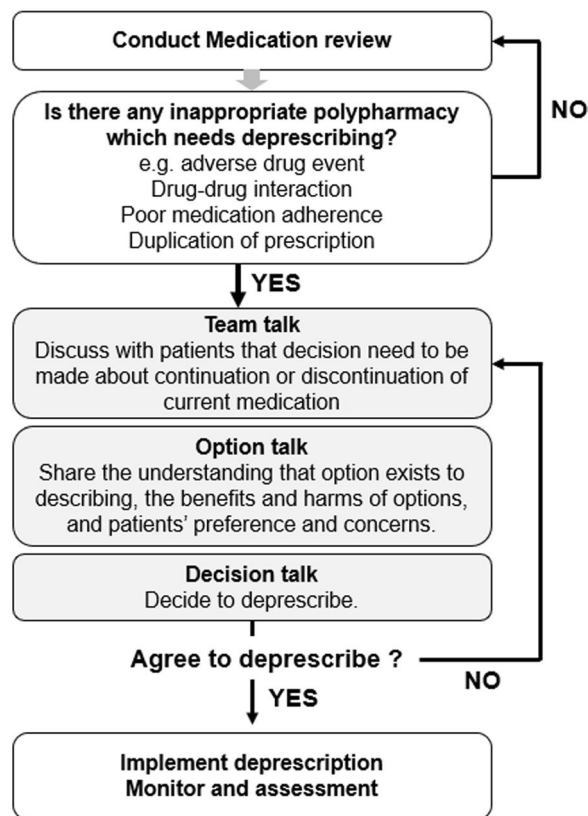 Conduct Medication review
Is there any inappropriate polypharmacy
which needs deprescribing?
e.g. adverse drug event
Drug-drug interaction
Poor medication adherence
Duplication of prescription
NO
YES
Team talk
Discuss with patients that decision need to be
made about continuation or discontinuation of
current medication
Option talk
Share the understanding that option exists to
describing, the benefits and harms of options,
and patients' preference and concerns.
Decision talk
Decide to deprescribe.
Agree to deprescribe ?
NO
YES
Implement deprescription
Monitor and assessment